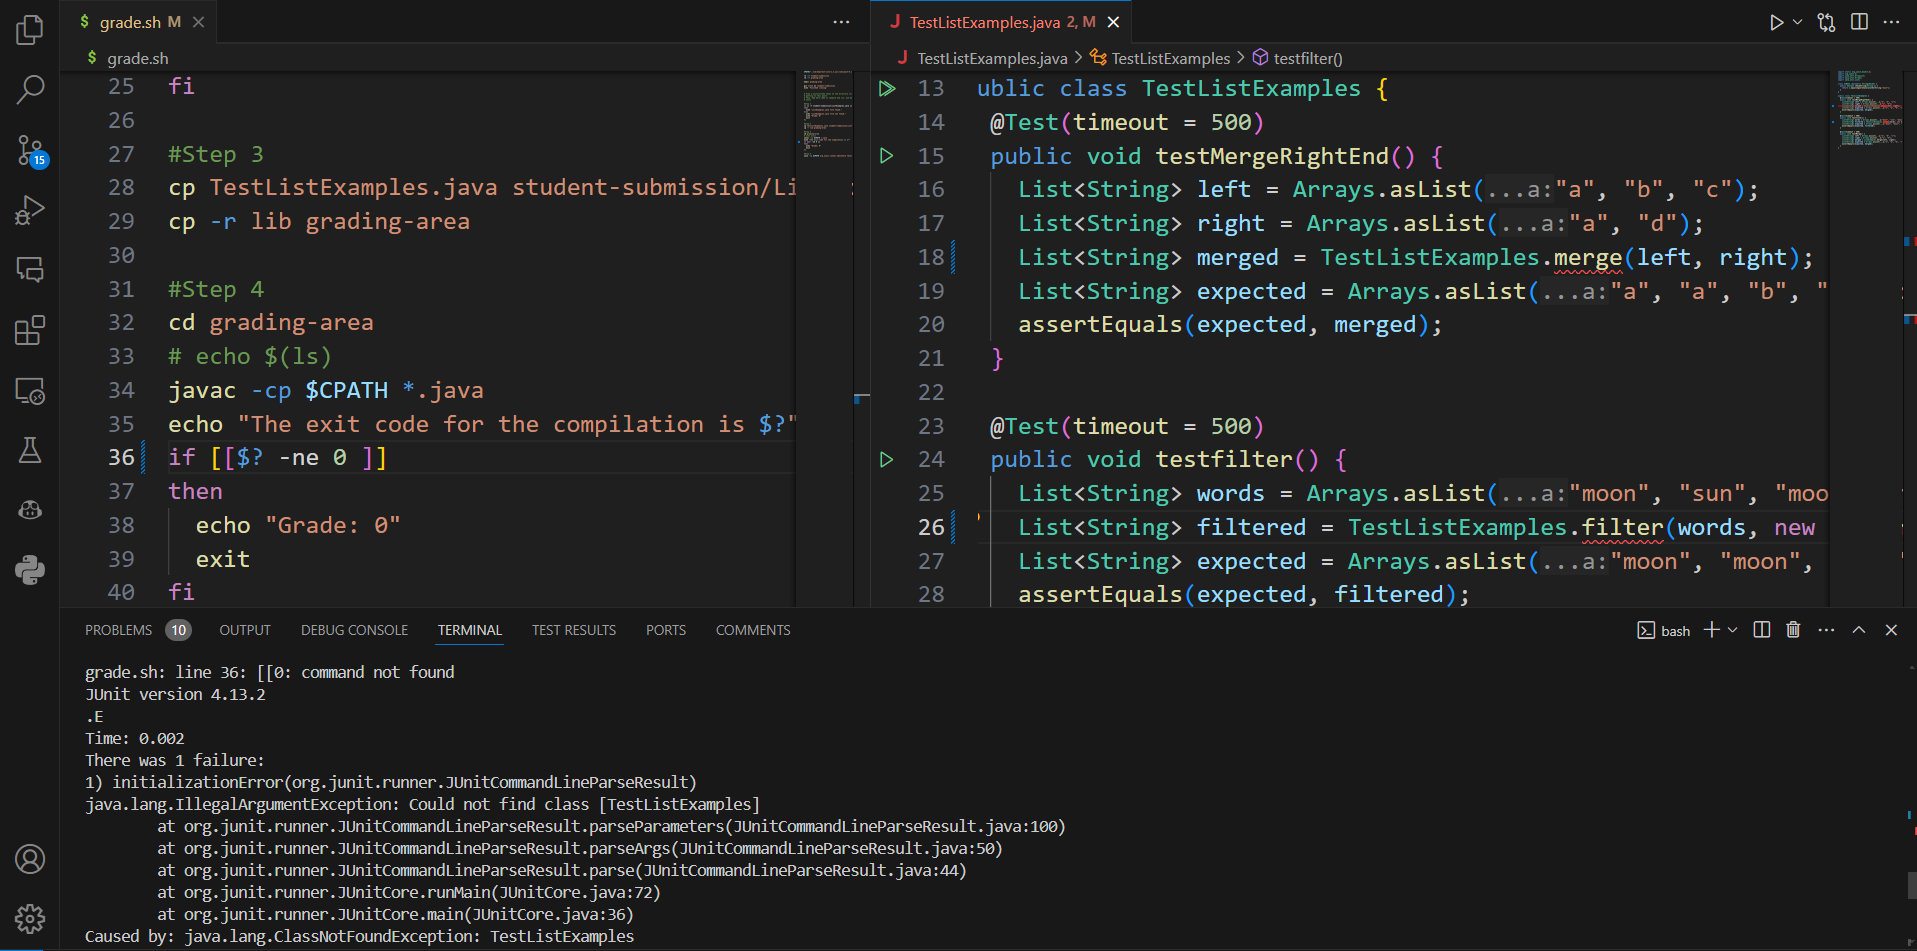 $ grade.sh M
$ grade.sh
25 fi
26
27 #Step 3
28 cp TestListExamples.java student-submission/Li
29 cp -r lib grading-area
30
31 #Step 4
32 cd grading-area
33 # echo $(ls)
34 javac -cp $CPATH *.java
35 echo "The exit code for the compilation is $?"
36 if [[$? -ne 0 ]]
37 then
38 echo "Grade: 0"
39 exit
40 fi
J TestListExamples.java 2, M
J TestListExamples.java > TestListExamples > testfilter()
13 ublic class TestListExamples {
14 @Test(timeout = 500)
15 public void testMergeRightEnd() {
16 List<String> left = Arrays.asList(...a:"a", "b", "c");
17 List<String> right = Arrays.asList(...a:"a", "d");
18 List<String> merged = TestListExamples.merge(left, right);
19 List<String> expected = Arrays.asList(...a:"a", "a", "b", "
20 assertEquals(expected, merged);
21 }
22
23 @Test(timeout = 500)
24 public void testfilter() {
25 List<String> words = Arrays.asList(...a:"moon", "sun", "moo
26 List<String> filtered = TestListExamples.filter(words, new
27 List<String> expected = Arrays.asList(...a:"moon", "moon",
28 assertEquals(expected, filtered);
15
PROBLEMS 10 OUTPUT DEBUG CONSOLE TERMINAL TEST RESULTS PORTS COMMENTS
bash
grade.sh: line 36: [[0: command not found
JUnit version 4.13.2
.E
Time: 0.002
There was 1 failure:
1) initializationError(org.junit.runner.JUnitCommandLineParseResult)
java.lang.IllegalArgumentException: Could not find class [TestListExamples]
at org.junit.runner.JUnitCommandLineParseResult.parseParameters(JUnitCommandLineParseResult.java:100)
at org.junit.runner.JUnitCommandLineParseResult.parseArgs(JUnitCommandLineParseResult.java:50)
at org.junit.runner.JUnitCommandLineParseResult.parse(JUnitCommandLineParseResult.java:44)
at org.junit.runner.JUnitCore.runMain(JUnitCore.java:72)
at org.junit.runner.JUnitCore.main(JUnitCore.java:36)
Caused by: java.lang.ClassNotFoundException: TestListExamples